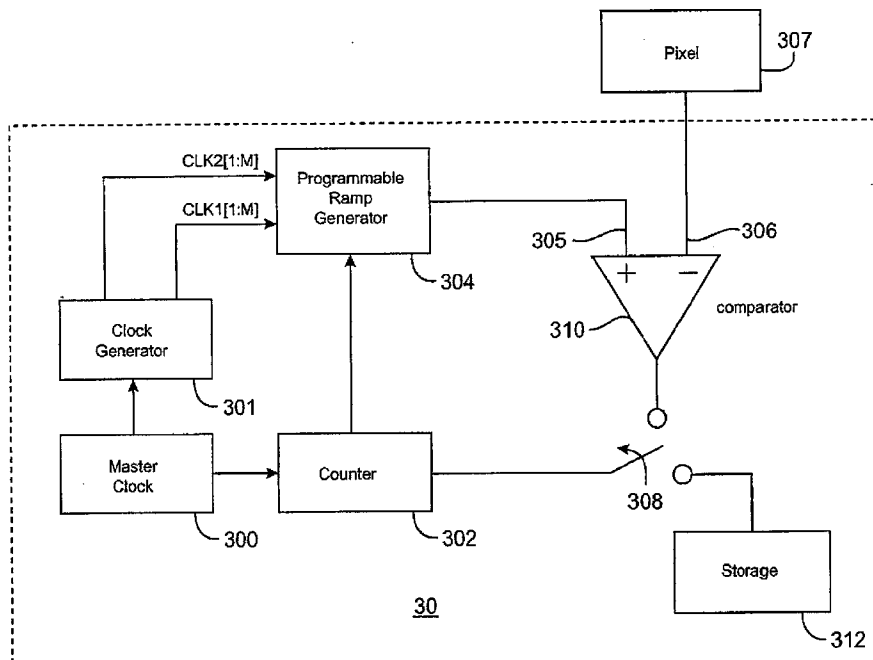 Pixel
307
CLK2[1:M]
Programmable
Ramp
Generator
CLK1[1:M]
305
306
304
+
−
310
comparator
Clock
Generator
301
Master
Clock
Counter
308
300
302
Storage
30
312